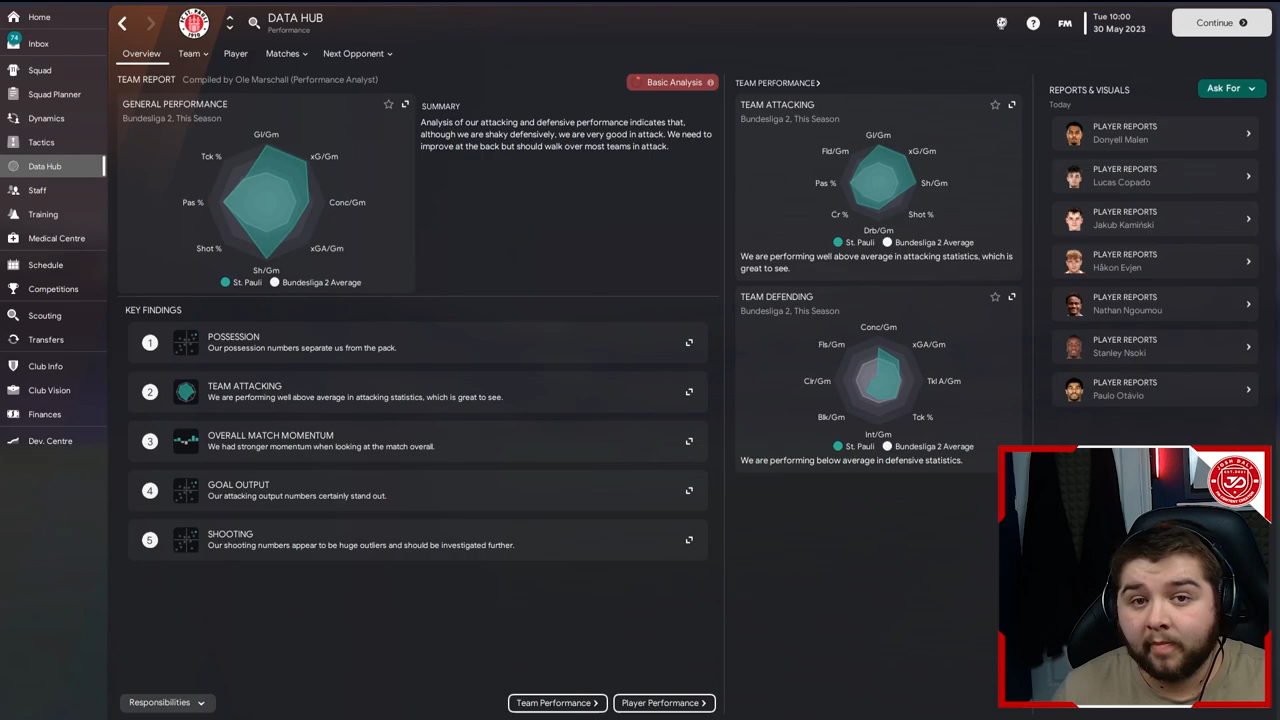 Home
74
Inbox
Squad
Squad Planner
Dynamics
Tactics
Data Hub
Staff
Training
Medical Centre
Schedule
Competitions
Scouting
Transfers
Club Info
Club Vision
Finances
Dev. Centre
DATA HUB
Performance
?
FM
Tue 10:00
30 May 2023
Continue
Overview
Team
Player
Matches
Next Opponent
TEAM REPORT Compiled by Ole Marschall (Performance Analyst)
Basic Analysis
GENERAL PERFORMANCE
Bundesliga 2, This Season
Gl/Gm
Tck %
xG/Gm
Pas %
Conc/Gm
Shot %
xGA/Gm
Sh/Gm
St. Pauli
Bundesliga 2 Average
SUMMARY
Analysis of our attacking and defensive performance indicates that,
although we are shaky defensively, we are very good in attack. We need to
improve at the back but should walk over most teams in attack.
KEY FINDINGS
1
POSSESSION
Our possession numbers separate us from the pack.
2
TEAM ATTACKING
We are performing well above average in attacking statistics, which is great to see.
3
OVERALL MATCH MOMENTUM
We had stronger momentum when looking at the match overall.
4
GOAL OUTPUT
Our attacking output numbers certainly stand out.
5
SHOOTING
Our shooting numbers appear to be huge outliers and should be investigated further.
Responsibilities
Team Performance
Player Performance
TEAM PERFORMANCE
TEAM ATTACKING
Bundesliga 2, This Season
Gl/Gm
Fld/Gm
xG/Gm
Pas %
Sh/Gm
Cr %
Shot %
Drb/Gm
St. Pauli
Bundesliga 2 Average
We are performing well above average in attacking statistics, which is
great to see.
TEAM DEFENDING
Bundesliga 2, This Season
Conc/Gm
Fls/Gm
xGA/Gm
Clr/Gm
Tkl A/Gm
Blk/Gm
Tck %
Int/Gm
St. Pauli
Bundesliga 2 Average
We are performing below average in defensive statistics.
REPORTS & VISUALS
Ask For
Today
PLAYER REPORTS
Donyell Malen
PLAYER REPORTS
Lucas Copado
PLAYER REPORTS
Jakub Kamiński
PLAYER REPORTS
Håkon Evjen
PLAYER REPORTS
Nathan Ngoumou
PLAYER REPORTS
Stanley Nsoki
PLAYER REPORTS
Paulo Otávio
JOSH DALY